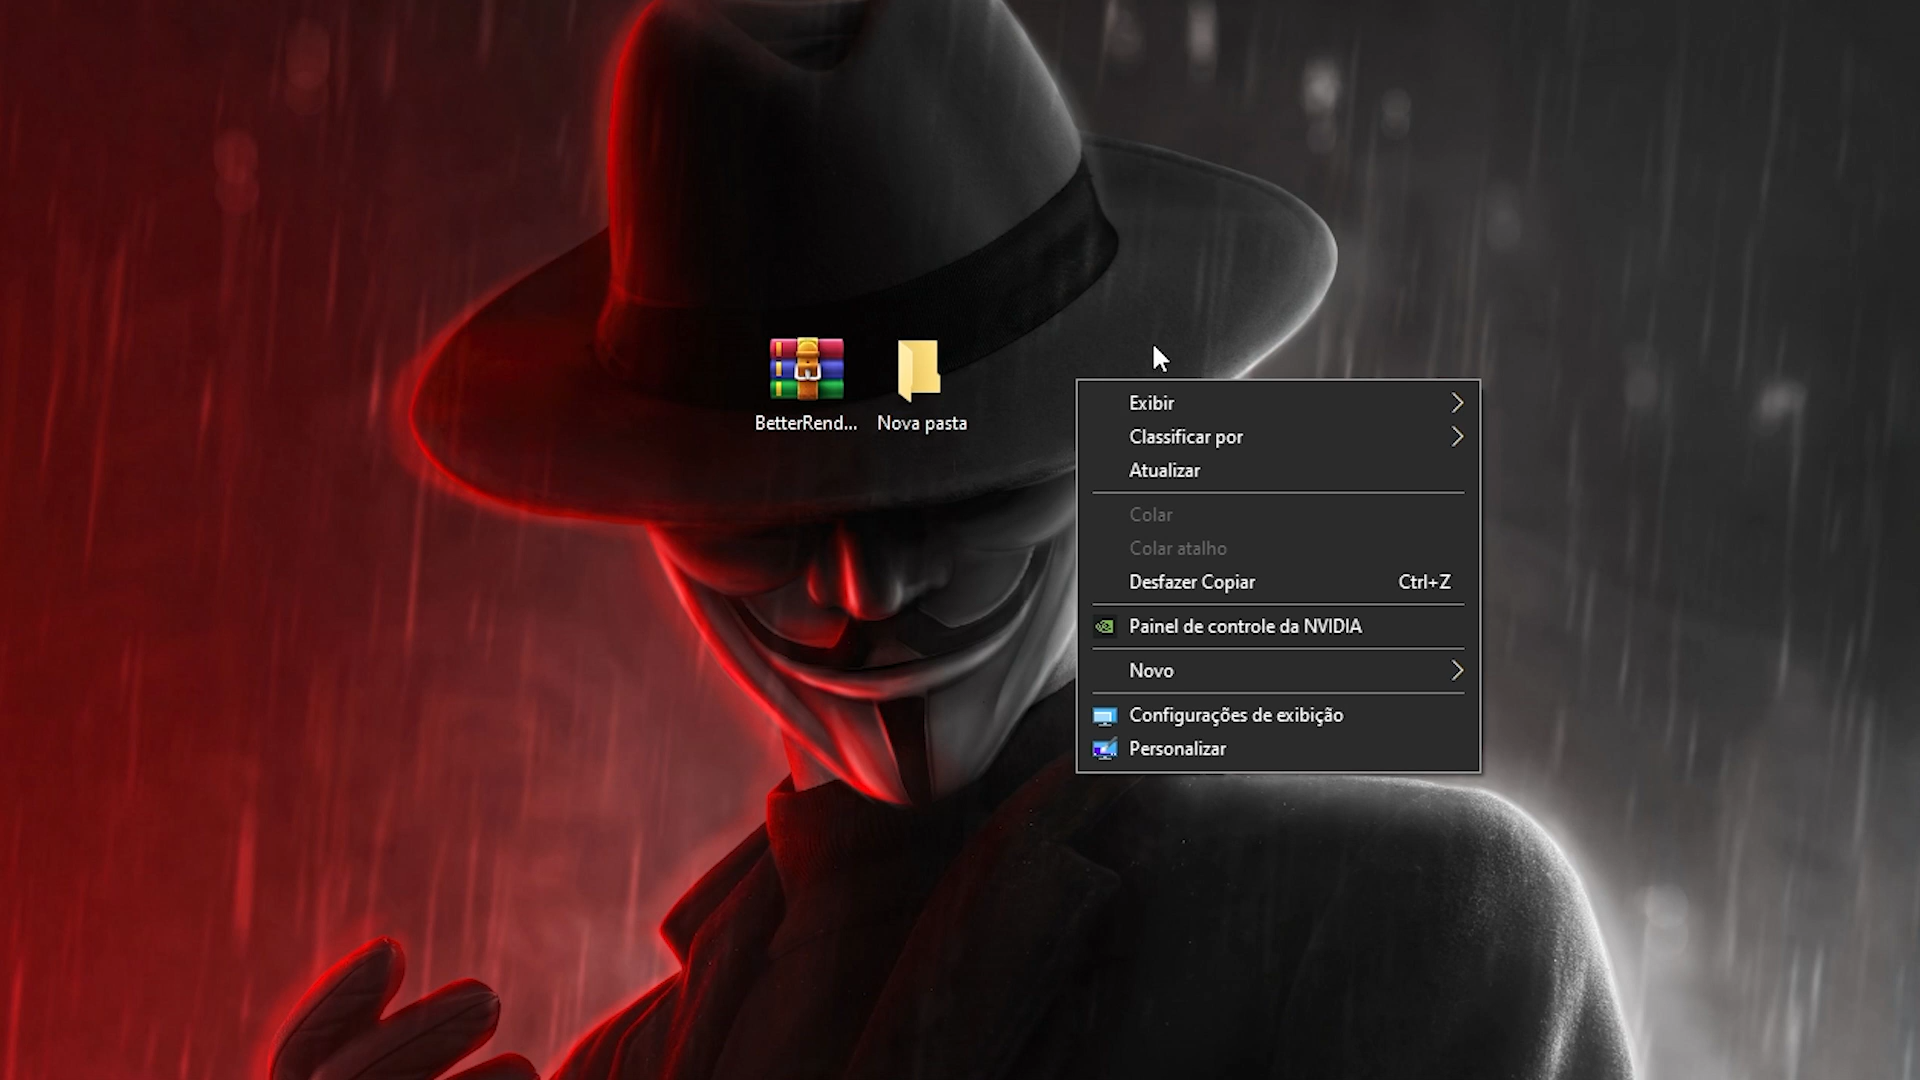 BetterRend...
Nova pasta
Exibir
Classificar por
Atualizar
Colar
Colar atalho
Desfazer Copiar Ctrl+Z
Painel de controle da NVIDIA
Novo
Configurações de exibição
Personalizar